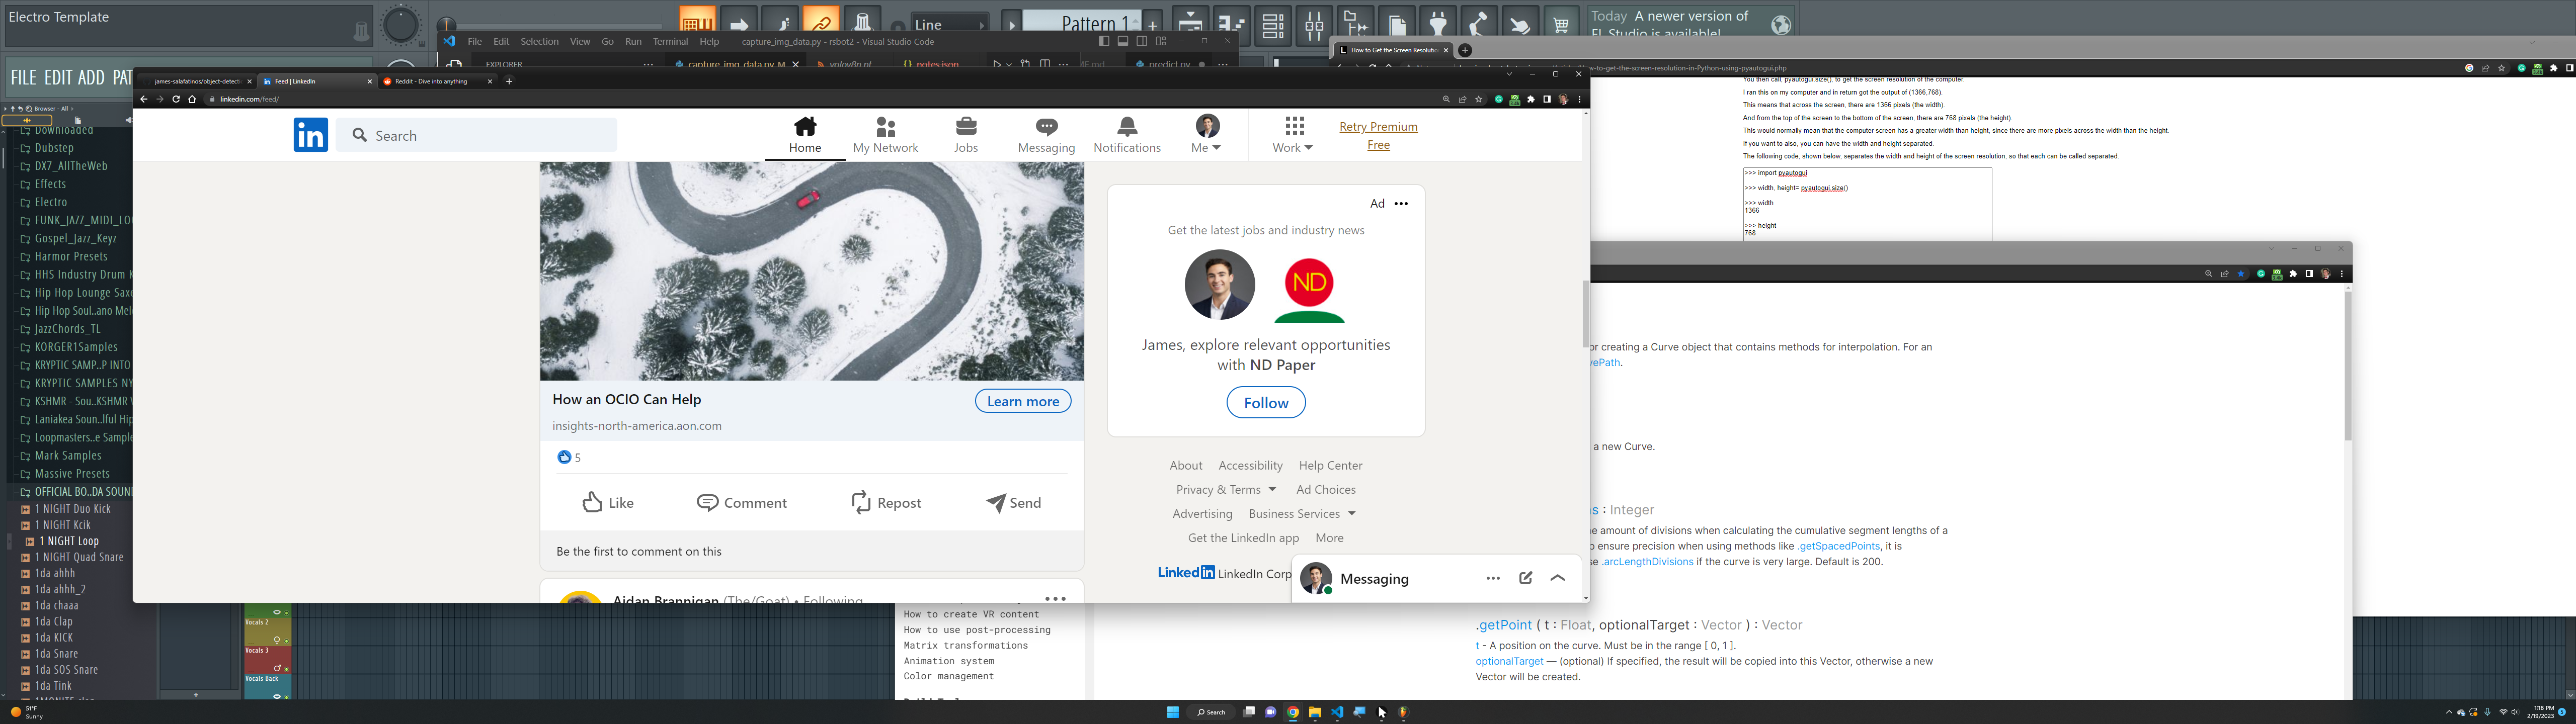 Electro Template
Line
Pattern 1
Today A newer version of
FL Studio is available!
FILE EDIT ADD
File Edit Selection View Go Run Terminal Help
capture_img_data.py - rsbot2 - Visual Studio Code
EXPLORER
capture_img_data.py M
yolov8n.pt
notes.json
predict.py
Browser - All
Downloaded
Dubstep
DX7_AllTheWeb
Effects
Electro
FUNK_JAZZ_MIDI_LO
Gospel_Jazz_Keyz
Harmor Presets
HHS Industry Drum K
Hip Hop Lounge Saxo
Hip Hop Soul..ano Mel
JazzChords_TL
KORGER1Samples
KRYPTIC SAMP..P INTO
KRYPTIC SAMPLES NY
KSHMR - Sou..KSHMR V
Laniakea Soun..lful Hip
Loopmasters..e Sample
Mark Samples
Massive Presets
OFFICIAL BO..DA SOUN
1 NIGHT Duo Kick
1 NIGHT Kcik
1 NIGHT Loop
1 NIGHT Quad Snare
1da ahhh
1da ahhh_2
1da chaaa
1da Clap
1da KICK
1da Snare
1da SOS Snare
1da Tink
Vocals 2
Vocals 3
Vocals Back
james-salafatinos/object-detect
Feed | LinkedIn
Reddit - Dive into anything
linkedin.com/feed/
Search
Home
My Network
Jobs
Messaging
Notifications
Me
Work
Retry Premium
Free
How an OCIO Can Help
Learn more
insights-north-america.aon.com
5
Like
Comment
Repost
Send
Be the first to comment on this
Aidan Brannigan (The/Goat) • Following
Ad
Get the latest jobs and industry news
ND
James, explore relevant opportunities
with ND Paper
Follow
About Accessibility Help Center
Privacy & Terms Ad Choices
Advertising Business Services
Get the LinkedIn app More
Linked in LinkedIn Corp
Messaging
How to Get the Screen Resolution
ow-to-get-the-screen-resolution-in-Python-using-pyautogui.php
You then call, pyautogui.size(), to get the screen resolution of the computer.
I ran this on my computer and in return got the output of (1366,768).
This means that across the screen, there are 1366 pixels (the width).
And from the top of the screen to the bottom of the screen, there are 768 pixels (the height).
This would normally mean that the computer screen has a greater width than height, since there are more pixels across the width than the height.
If you want to also, you can have the width and height separated.
The following code, shown below, separates the width and height of the screen resolution, so that each can be called separately.
>>> import pyautogui
>>> width, height= pyautogui.size()
>>> width
1366
>>> height
768
or creating a Curve object that contains methods for interpolation. For an
vePath.
a new Curve.
s : Integer
e amount of divisions when calculating the cumulative segment lengths of a
o ensure precision when using methods like .getSpacedPoints, it is
se .arcLengthDivisions if the curve is very large. Default is 200.
.getPoint ( t : Float, optionalTarget : Vector ) : Vector
t - A position on the curve. Must be in the range [ 0, 1 ].
optionalTarget — (optional) If specified, the result will be copied into this Vector, otherwise a new
Vector will be created.
How to create VR content
How to use post-processing
Matrix transformations
Animation system
Color management
51°F
Sunny
Search
1:18 PM
2/19/2023